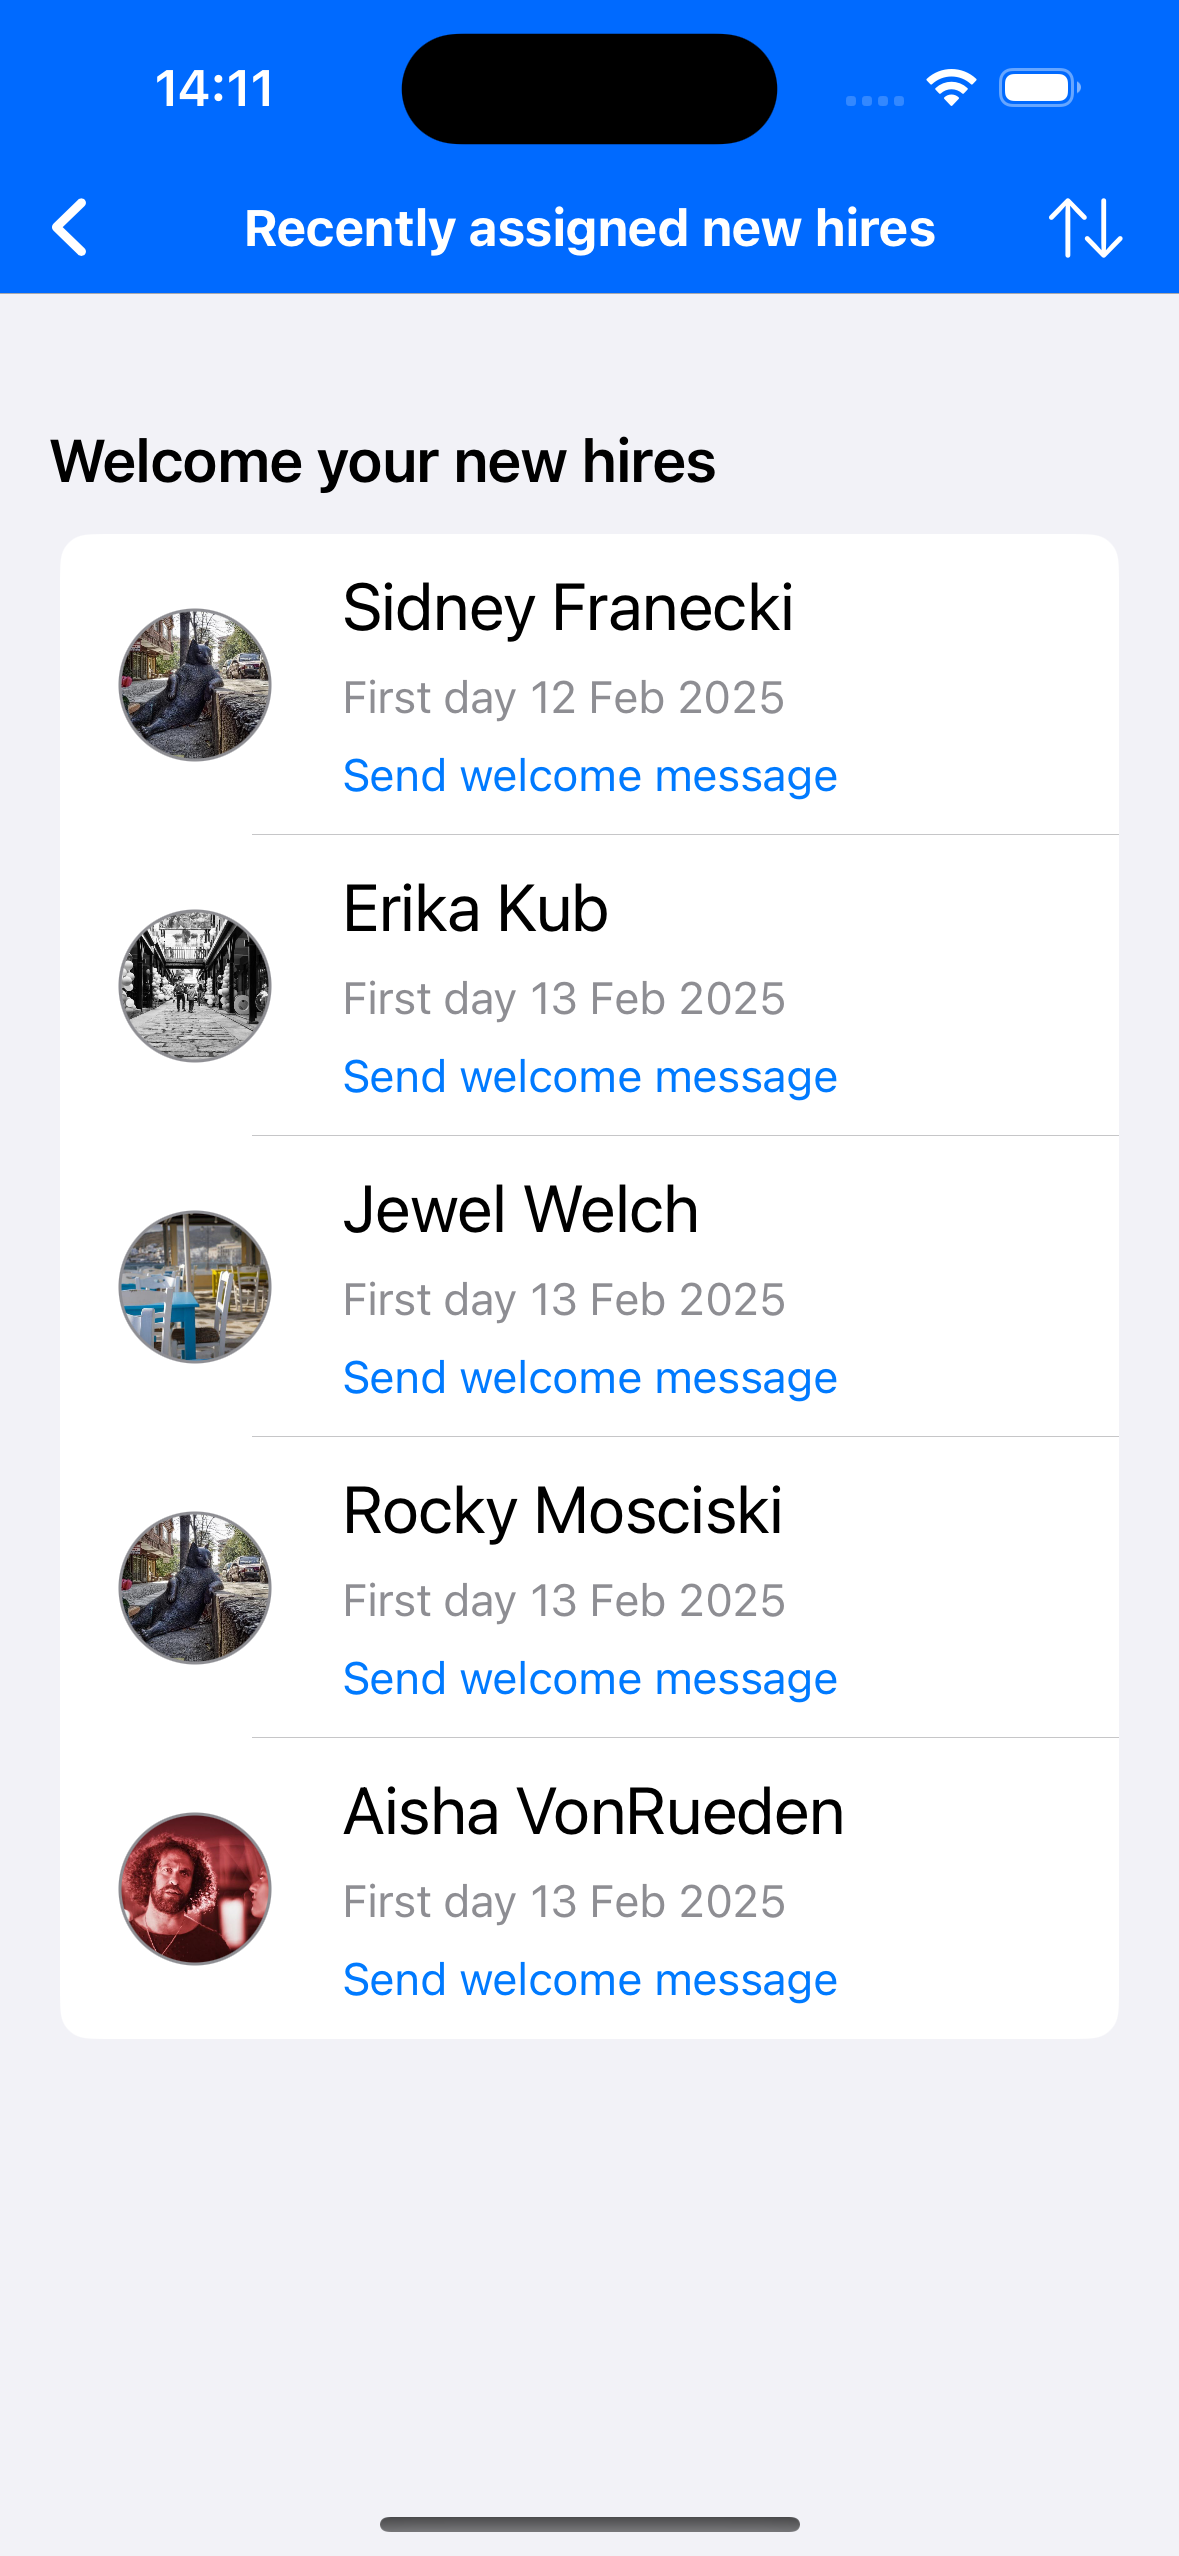 14:11
Recently assigned new hires
Welcome your new hires
Sidney Franecki
First day 12 Feb 2025
Send welcome message
Erika Kub
First day 13 Feb 2025
Send welcome message
Jewel Welch
First day 13 Feb 2025
Send welcome message
Rocky Mosciski
First day 13 Feb 2025
Send welcome message
Aisha VonRueden
First day 13 Feb 2025
Send welcome message